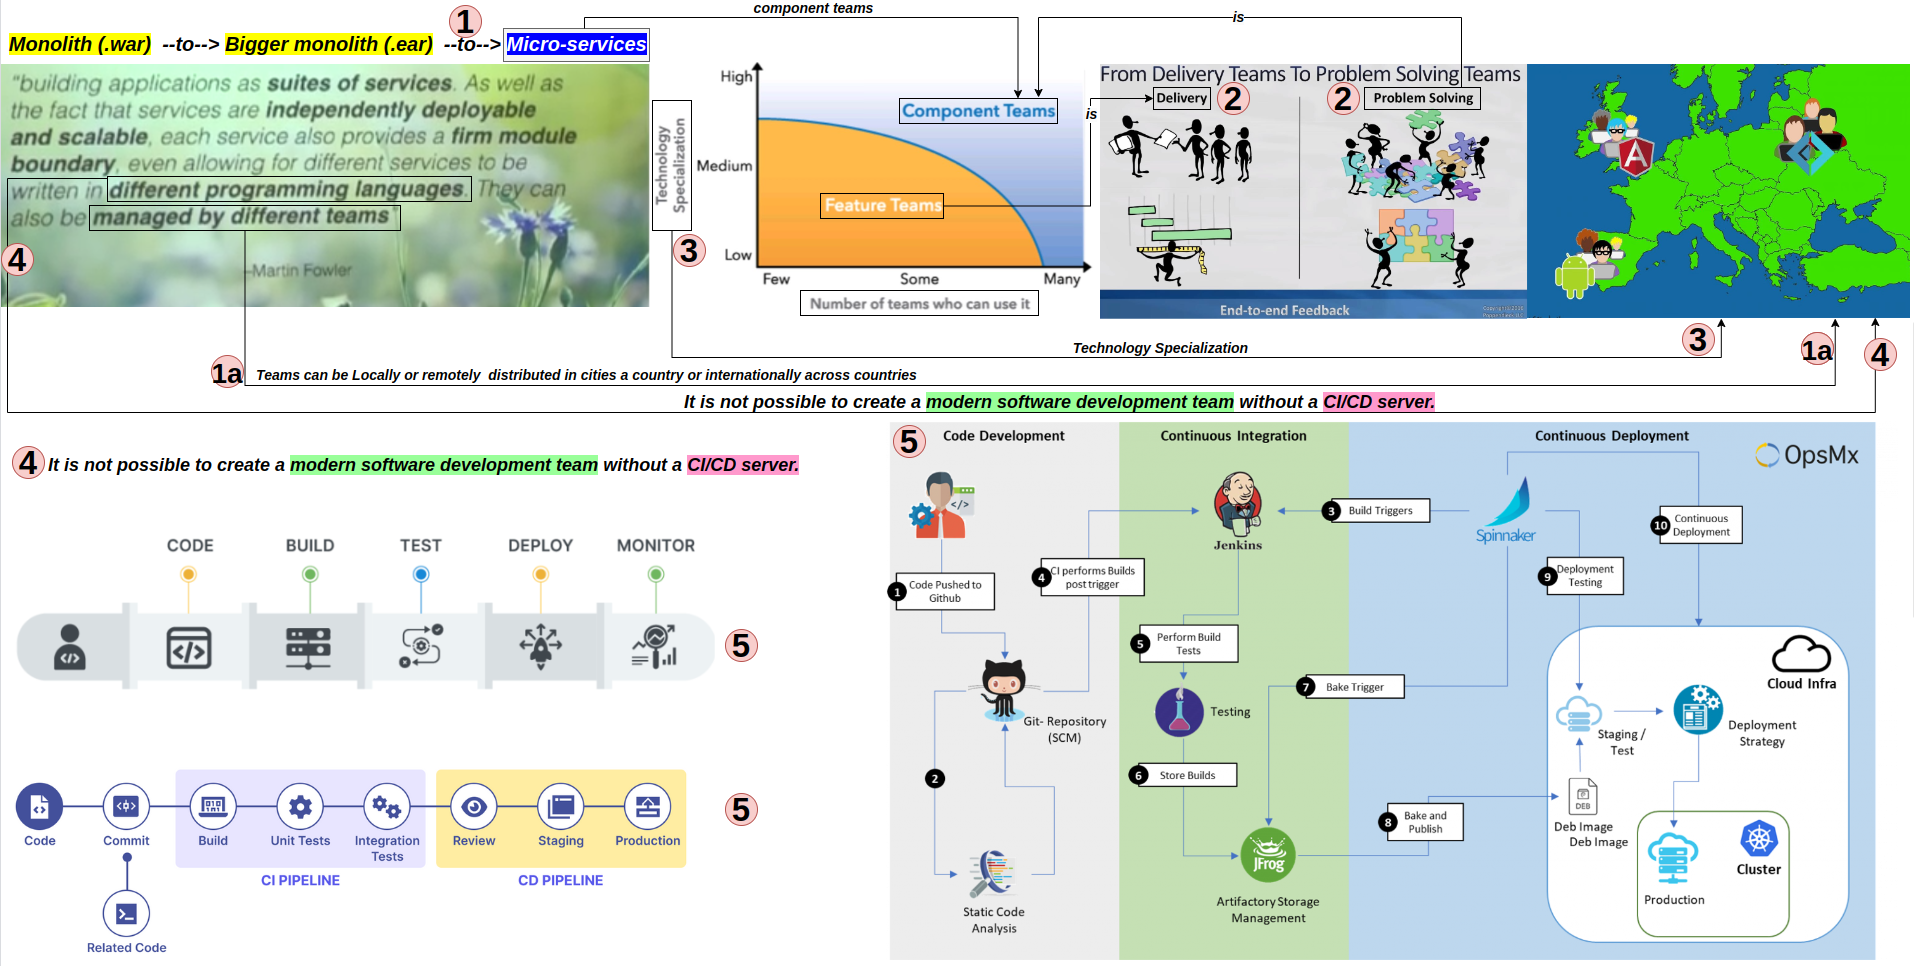 component teams
is
1
Monolith (.war) --to--> Bigger monolith (.ear) --to--> Micro-services
"building applications as suites of services. As well as
the fact that services are independently deployable
and scalable, each service also provides a firm module
boundary, even allowing for different services to be
written in different programming languages. They can
also be managed by different teams"
–Martin Fowler
4
1a
Technology
Specialization
3
High
Medium
Low
Component Teams
Feature Teams
Few
Some
Many
Number of teams who can use it
is
From Delivery Teams To Problem Solving Teams
Delivery
2
2
Problem Solving
End-to-end Feedback
A
3
1a
4
Technology Specialization
Teams can be Locally or remotely distributed in cities a country or internationally across countries
It is not possible to create a modern software development team without a CI/CD server.
4
It is not possible to create a modern software development team without a CI/CD server.
CODE
BUILD
TEST
DEPLOY
MONITOR
5
Code
Commit
Build
Unit Tests
Integration
Tests
Review
Staging
Production
CI PIPELINE
CD PIPELINE
Related Code
5
5
Code Development
Continuous Integration
Continuous Deployment
OpsMx
Jenkins
3
Build Triggers
Spinnaker
10
Continuous
Deployment
1
Code Pushed to
Github
4
CI performs Builds
post trigger
9
Deployment
Testing
5
Perform Build
Tests
Git- Repository
(SCM)
Testing
7
Bake Trigger
Cloud Infra
Staging /
Test
Deployment
Strategy
2
6
Store Builds
8
Bake and
Publish
DEB
Deb Image
Deb Image
JFrog
Artifactory Storage
Management
Static Code
Analysis
Cluster
Production